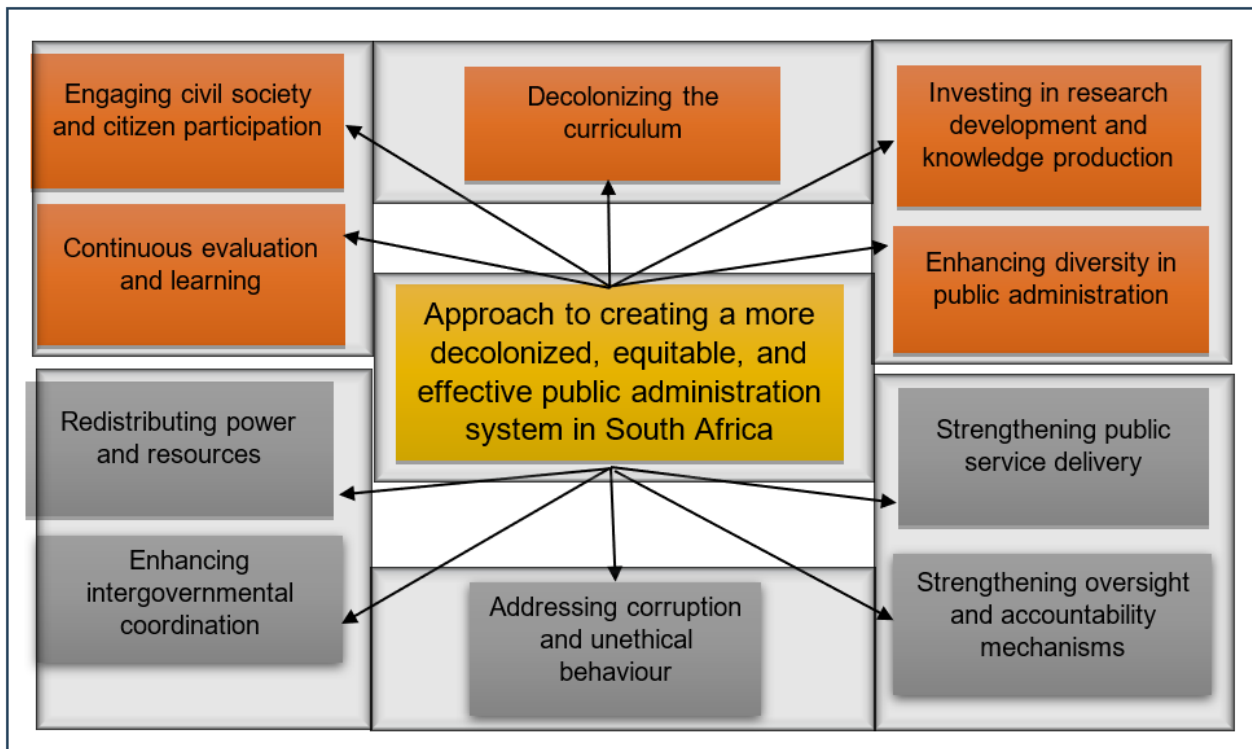 Engaging civil society
and citizen participation
Decolonizing the
curriculum
Investing in research
development and
knowledge production
Continuous evaluation
and learning
Enhancing diversity in
public administration
Approach to creating a more
decolonized, equitable, and
effective public administration
system in South Africa
Redistributing power
and resources
Strengthening public
service delivery
Enhancing
intergovernmental
coordination
Addressing corruption
and unethical
behaviour
Strengthening oversight
and accountability
mechanisms